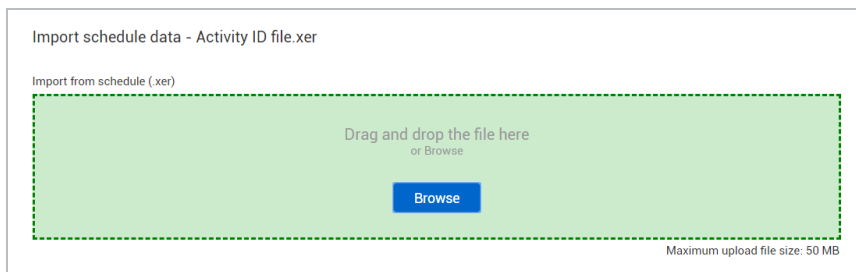 Import schedule data - Activity ID file.xer
Import from schedule (.xer)
Drag and drop the file here
or Browse
Browse
Maximum upload file size: 50 MB